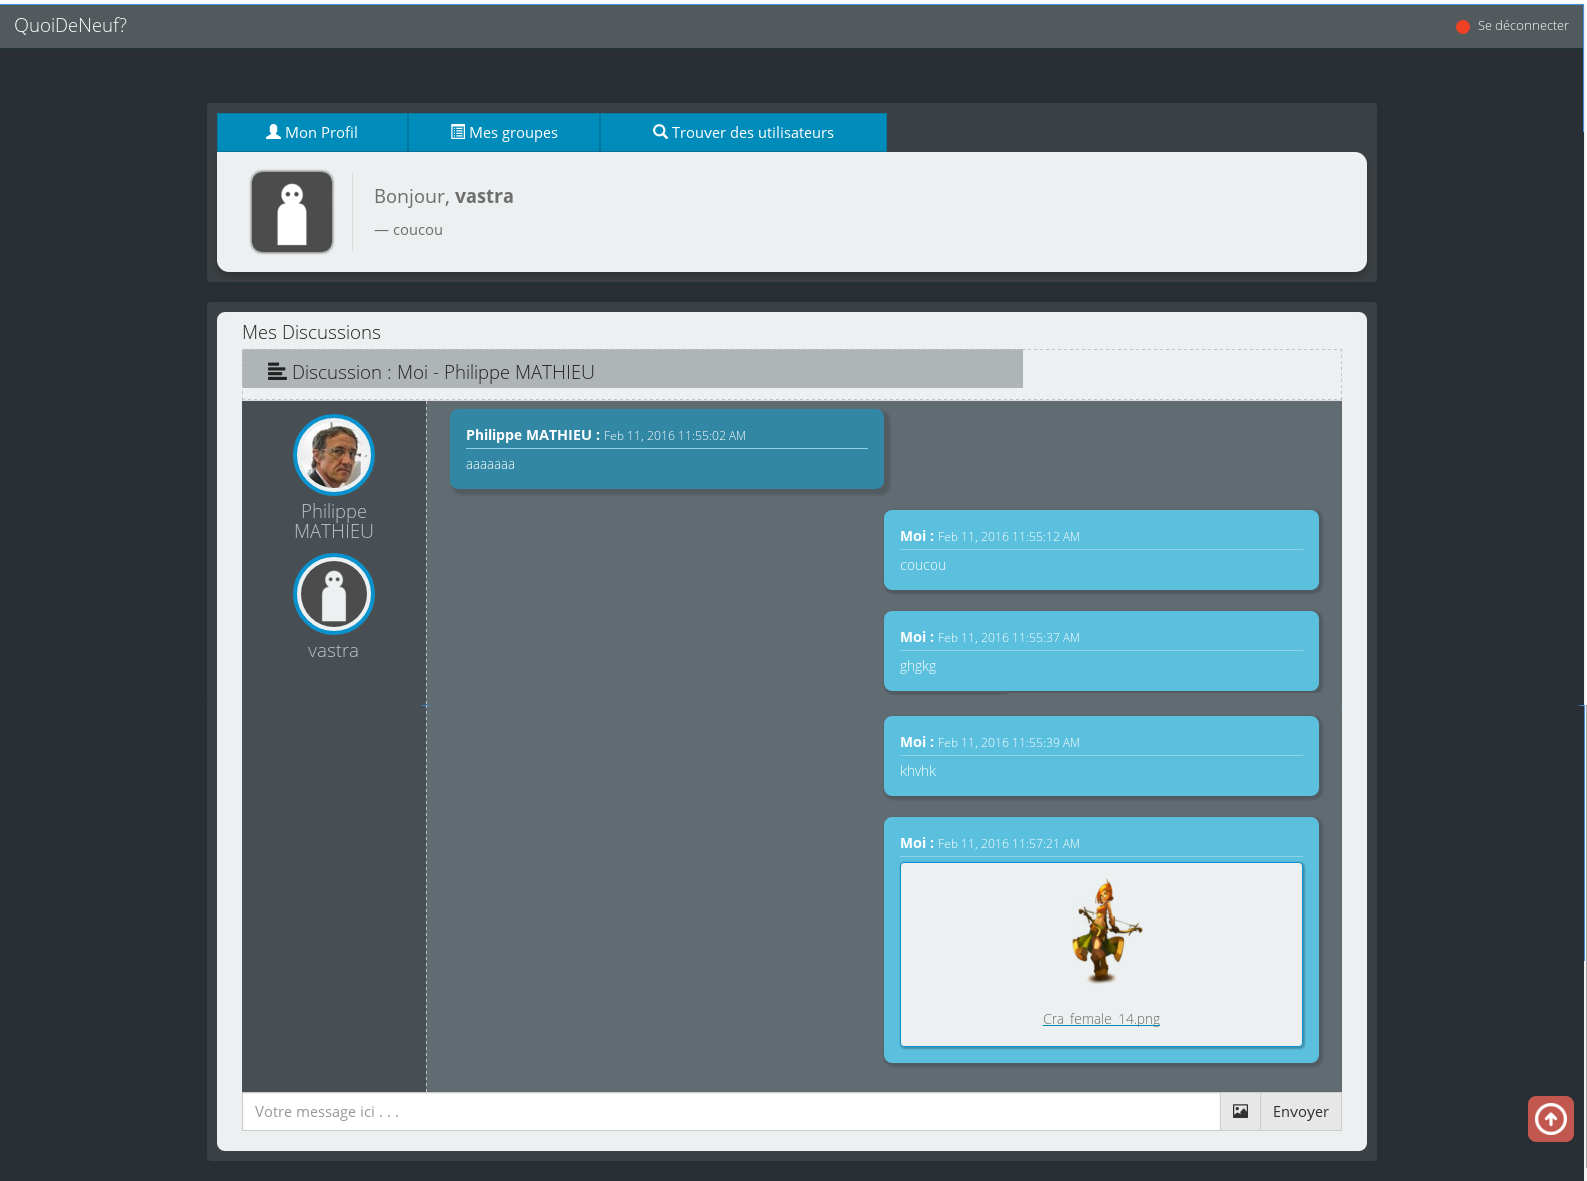 QuoiDeNeuf?
Se déconnecter
Mon Profil
Mes groupes
Trouver des utilisateurs
Bonjour, vastra
— coucou
Mes Discussions
Discussion : Moi - Philippe MATHIEU
Philippe
MATHIEU
vastra
Philippe MATHIEU : Feb 11, 2016 11:55:02 AM
aaaaaaa
Moi : Feb 11, 2016 11:55:12 AM
coucou
Moi : Feb 11, 2016 11:55:37 AM
ghgkg
Moi : Feb 11, 2016 11:55:39 AM
khvhk
Moi : Feb 11, 2016 11:57:21 AM
Cra_female_14.png
Votre message ici . . .
Envoyer